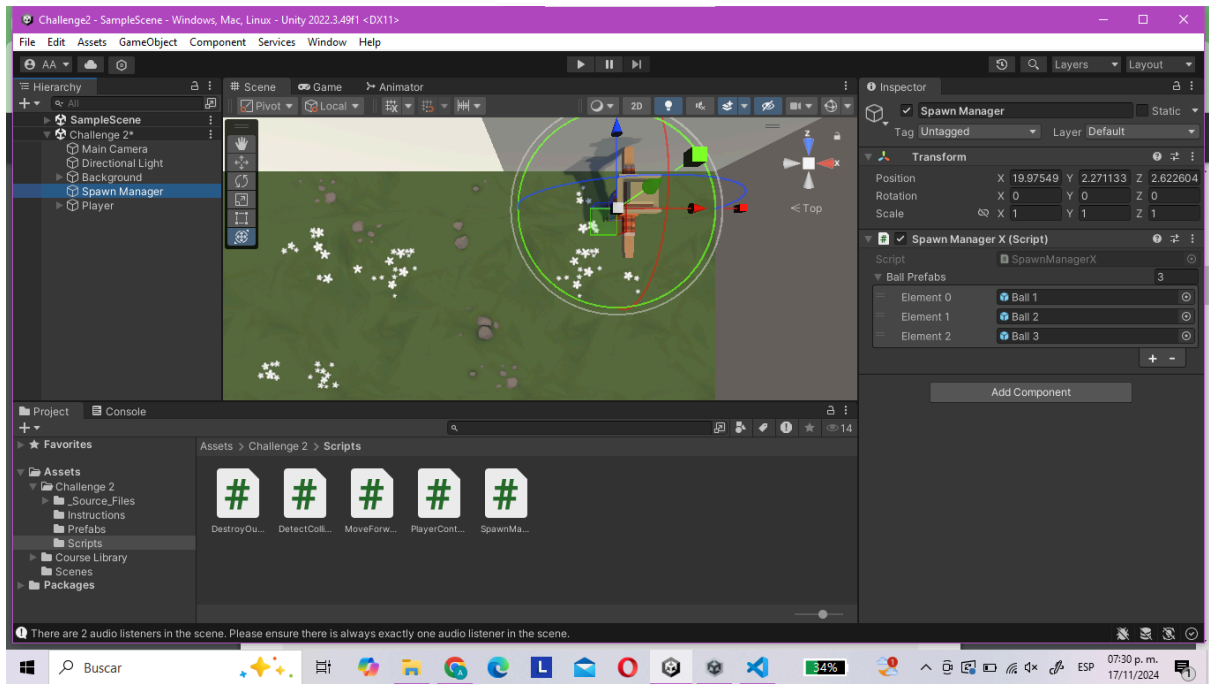 Challenge2 - SampleScene - Windows, Mac, Linux - Unity 2022.3.49f1 <DX11>
File Edit Assets GameObject Component Services Window Help
AA Layers Layout
Hierarchy
All
SampleScene
Challenge 2*
Main Camera
Directional Light
Background
Spawn Manager
Player
Scene Game Animator
Pivot Local 2D
z
x
Top
Inspector
Spawn Manager Static
Tag Untagged Layer Default
Transform
Position X 19.97549 Y 2.271133 Z 2.622604
Rotation X 0 Y 0 Z 0
Scale X 1 Y 1 Z 1
Spawn Manager X (Script)
Script SpawnManagerX
Ball Prefabs 3
Element 0 Ball 1
Element 1 Ball 2
Element 2 Ball 3
+ -
Add Component
Project Console
14
Favorites
Assets
Challenge 2
_Source_Files
Instructions
Prefabs
Scripts
Course Library
Scenes
Packages
Assets > Challenge 2 > Scripts
DestroyOu... DetectColli... MoveForw... PlayerCont... SpawnMa...
There are 2 audio listeners in the scene. Please ensure there is always exactly one audio listener in the scene.
Buscar
L
34%
ESP
07:30 p. m.
17/11/2024